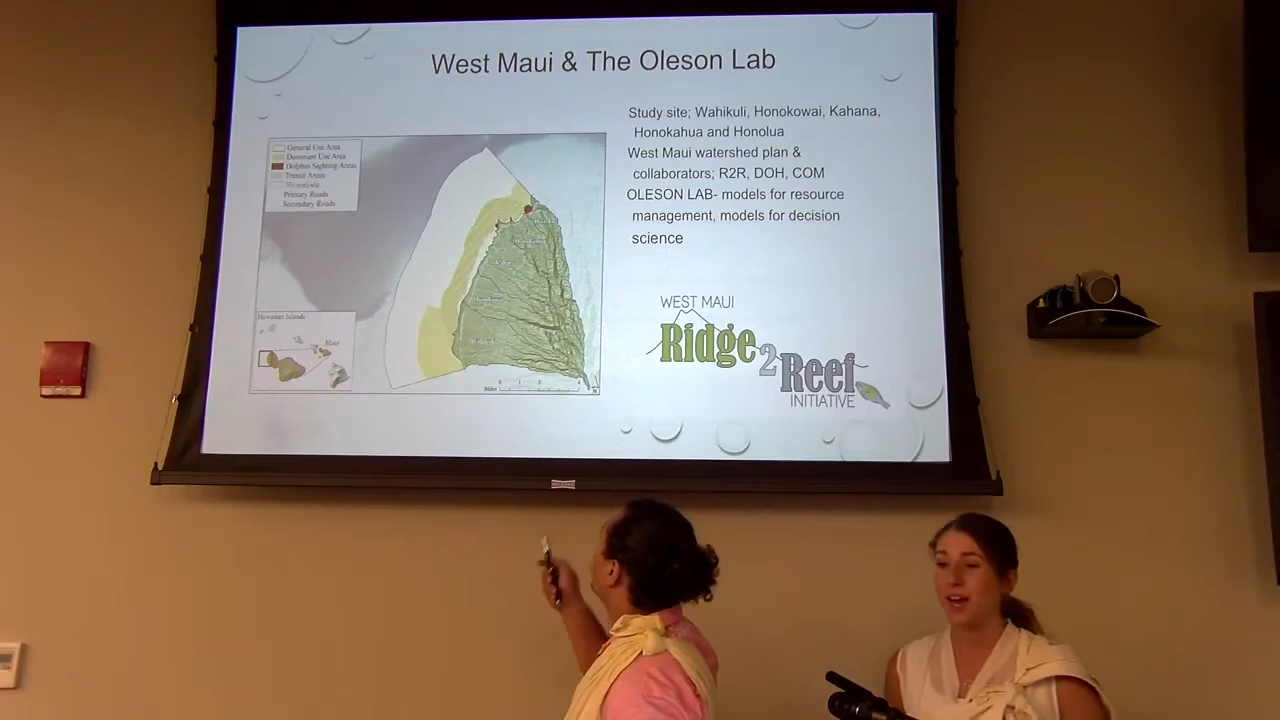 West Maui & The Oleson Lab
Study site; Wahikuli, Honokowai, Kahana,
Honokahua and Honolua
West Maui watershed plan &
collaborators; R2R, DOH, COM
OLESON LAB- models for resource
management, models for decision
science
General Use Area
Dominant Use Area
Dolphin Sighting Areas
Transit Areas
Primary Roads
Secondary Roads
Hawaiian Islands
Maui
Miles
WEST MAUI
Ridge
2
Reef
INITIATIVE